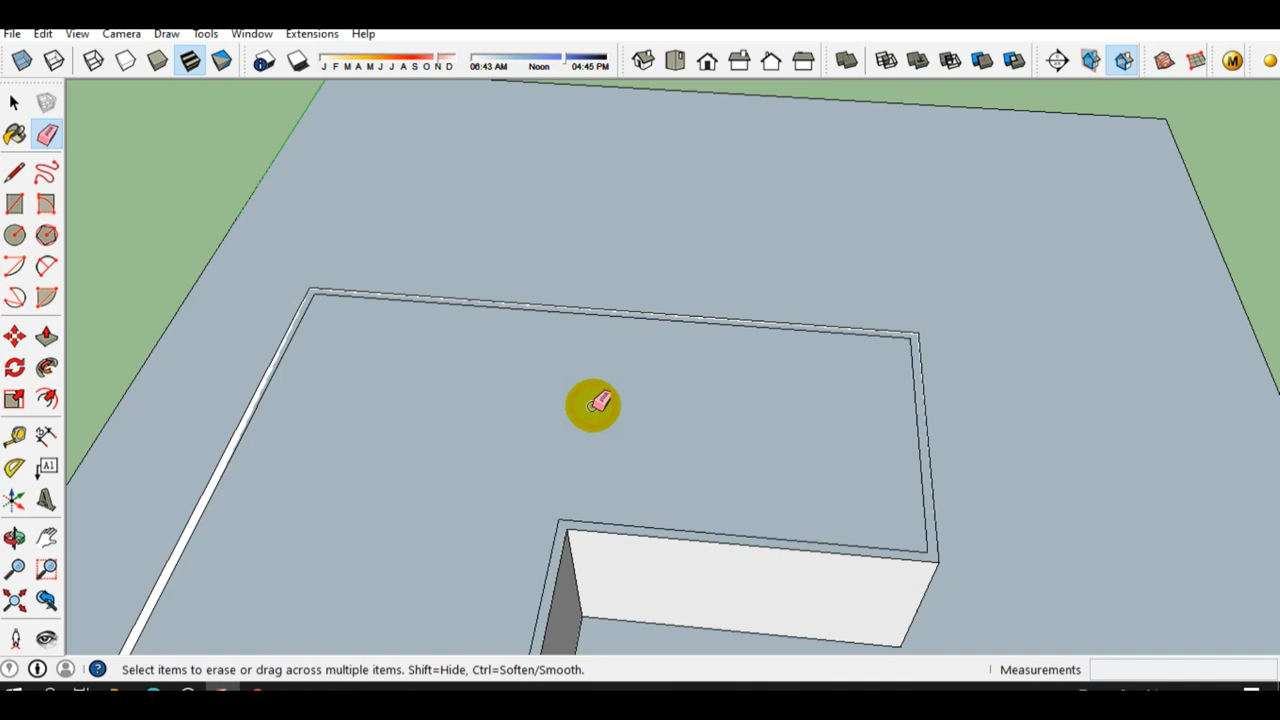 File Edit View Camera Draw Tools Window Extensions Help
J F M A M J J A S O N D 06:43 AM Noon 04:45 PM
M
A1
Select items to erase or drag across multiple items. Shift=Hide, Ctrl=Soften/Smooth. Measurements